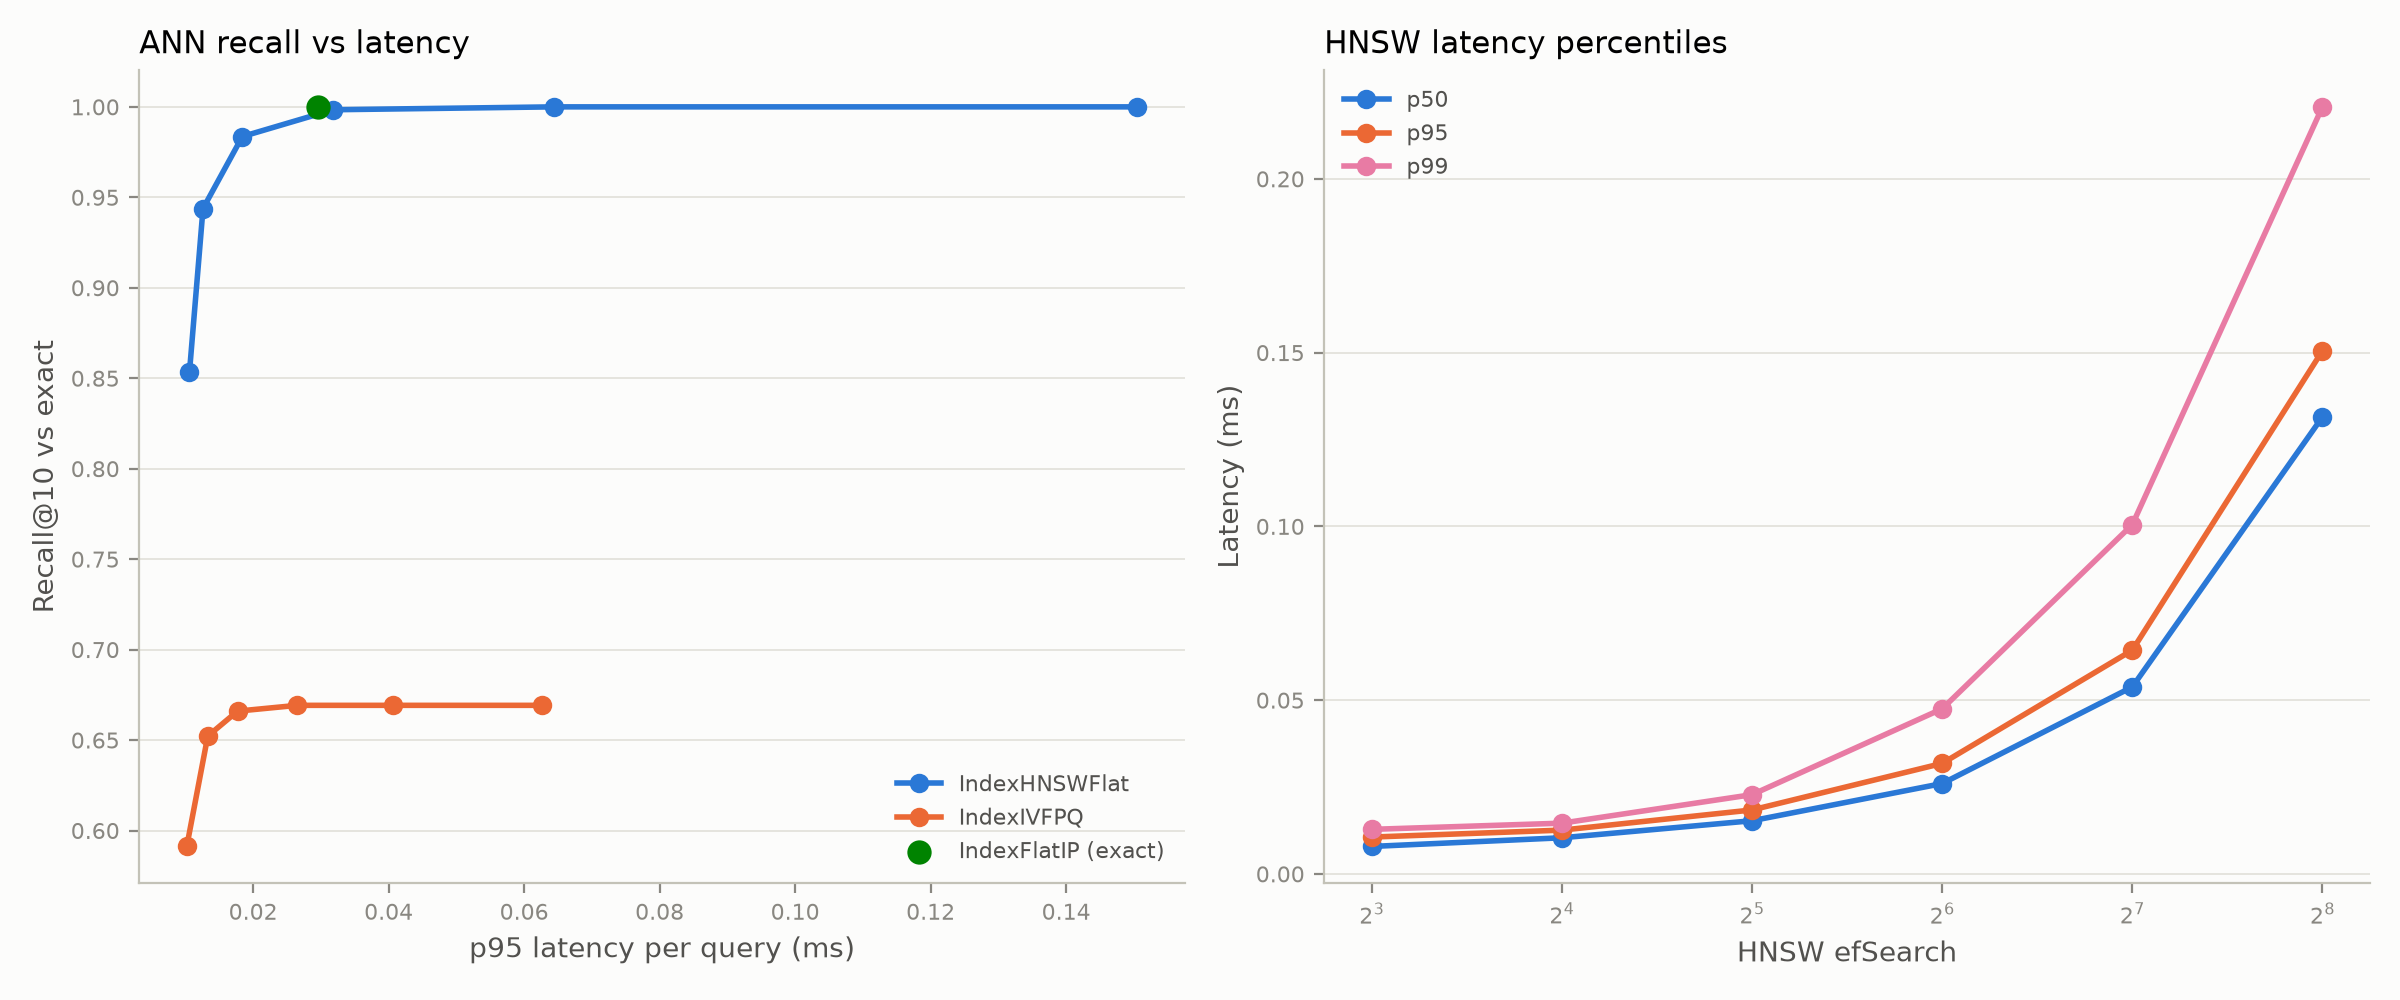 ANN recall vs latency
1.00
0.95
0.90
0.85
0.80
0.75
0.70
0.65
0.60
Recall@10 vs exact
0.02 0.04 0.06 0.08 0.10 0.12 0.14
p95 latency per query (ms)
IndexHNSWFlat
IndexIVFPQ
IndexFlatIP (exact)
HNSW latency percentiles
p50
p95
p99
0.20
0.15
0.10
0.05
0.00
Latency (ms)
2³ 2⁴ 2⁵ 2⁶ 2⁷ 2⁸
HNSW efSearch